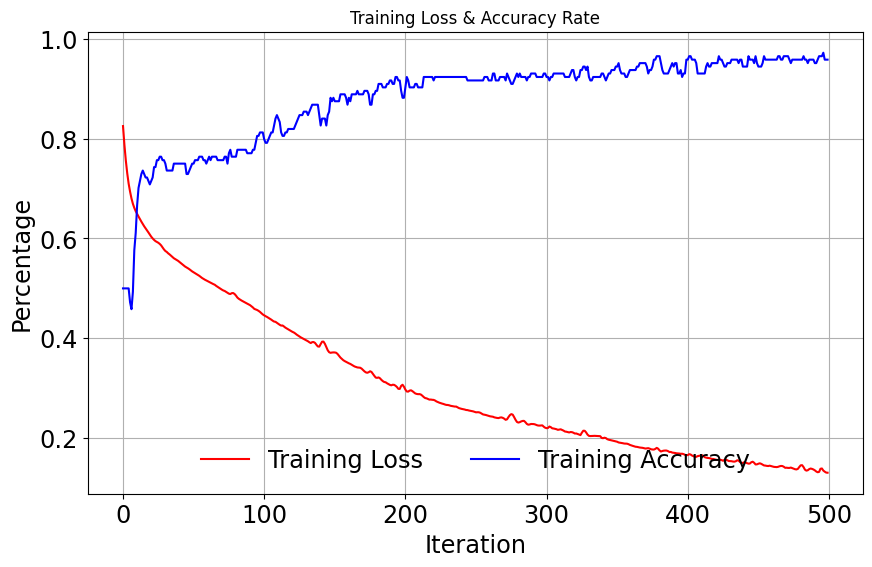 Training Loss & Accuracy Rate
1.0
0.8
0.6
0.4
0.2
Percentage
Training Loss Training Accuracy
0 100 200 300 400 500
Iteration